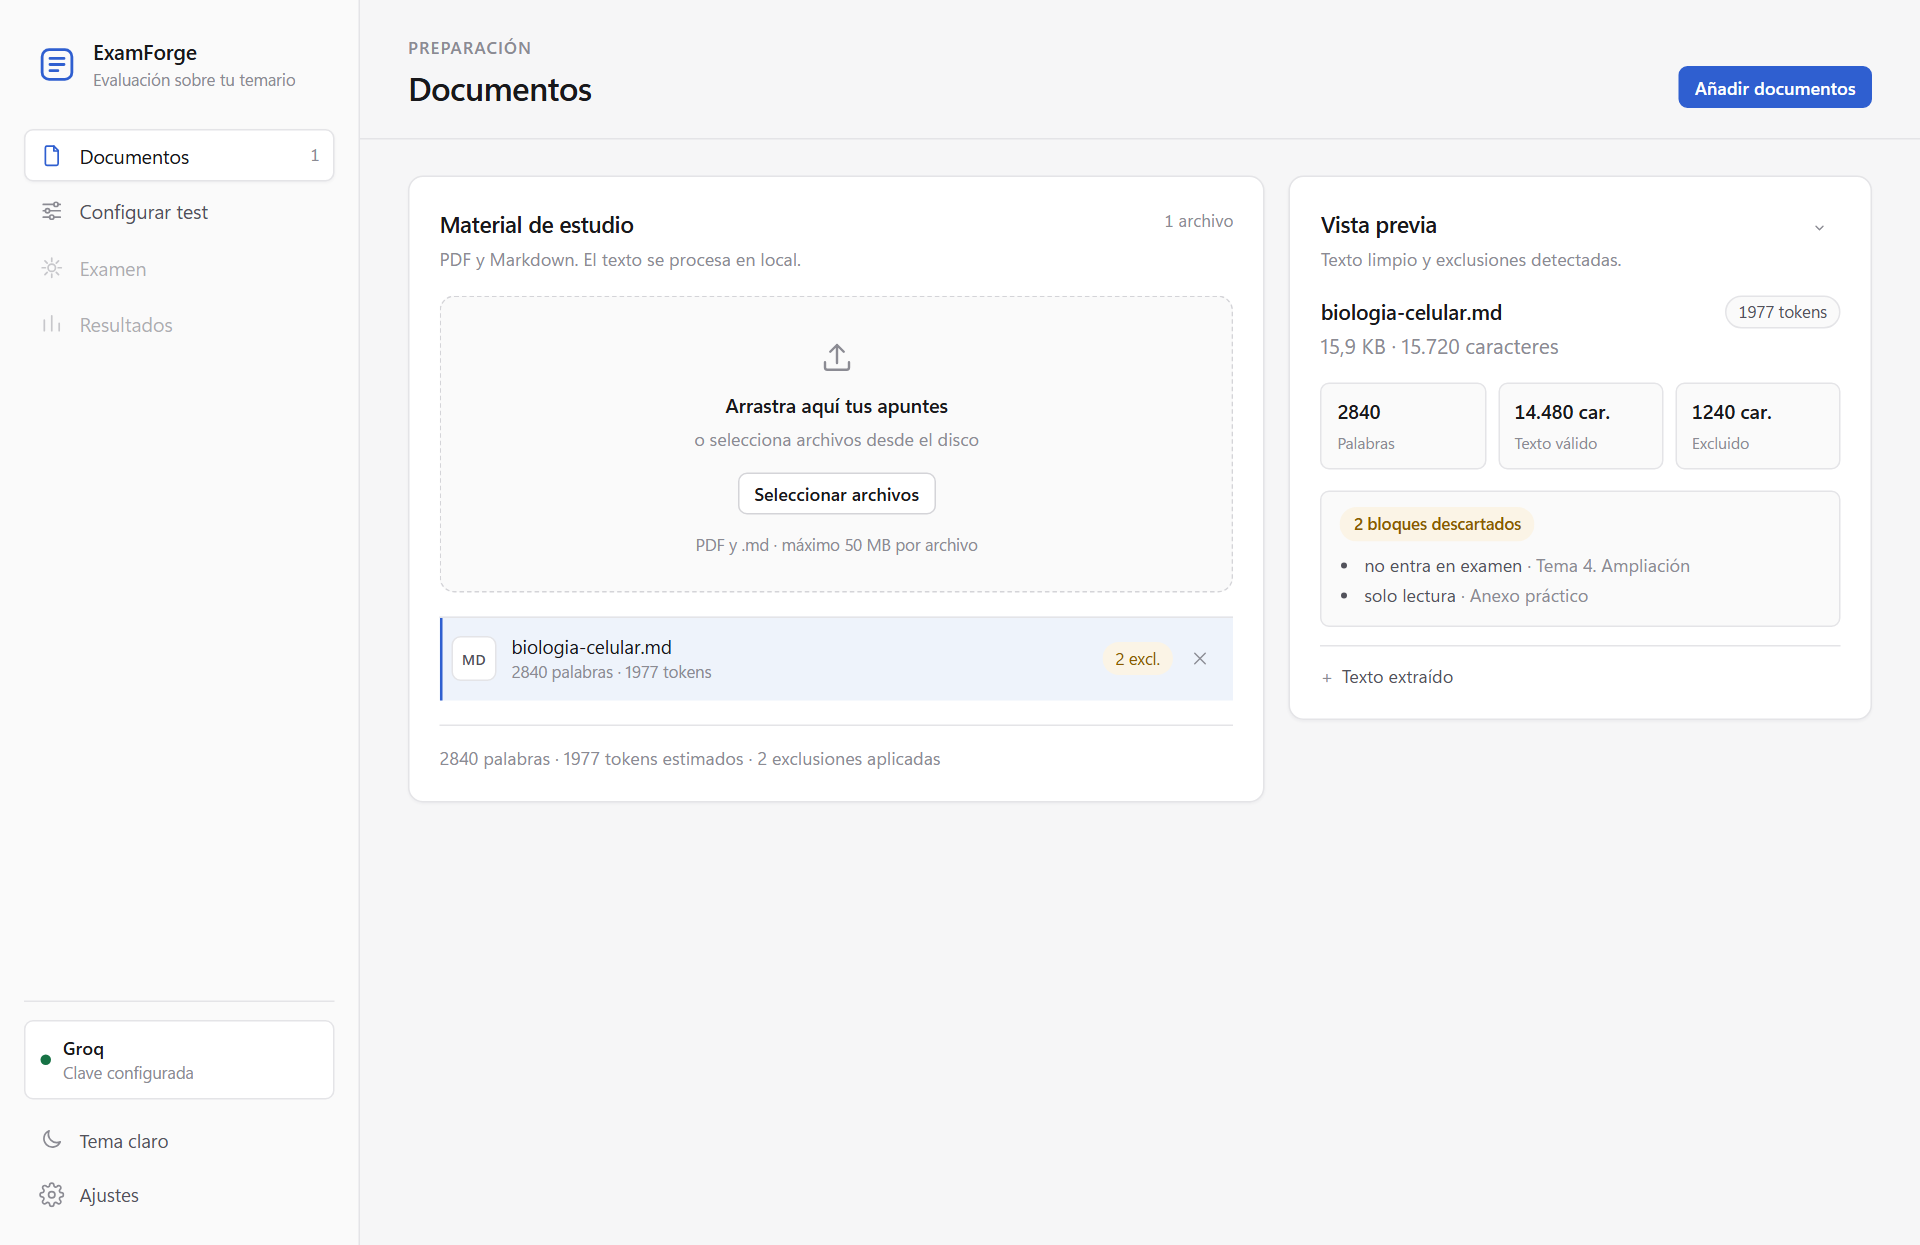 ExamForge
Evaluación sobre tu temario
Documentos 1
Configurar test
Examen
Resultados
Groq
Clave configurada
Tema claro
Ajustes
PREPARACIÓN
Documentos
Añadir documentos
Material de estudio
1 archivo
PDF y Markdown. El texto se procesa en local.
Arrastra aquí tus apuntes
o selecciona archivos desde el disco
Seleccionar archivos
PDF y .md · máximo 50 MB por archivo
MD
biologia-celular.md
2840 palabras · 1977 tokens
2 excl.
2840 palabras · 1977 tokens estimados · 2 exclusiones aplicadas
Vista previa
Texto limpio y exclusiones detectadas.
biologia-celular.md
1977 tokens
15,9 KB · 15.720 caracteres
2840
Palabras
14.480 car.
Texto válido
1240 car.
Excluido
2 bloques descartados
• no entra en examen · Tema 4. Ampliación
• solo lectura · Anexo práctico
+ Texto extraído